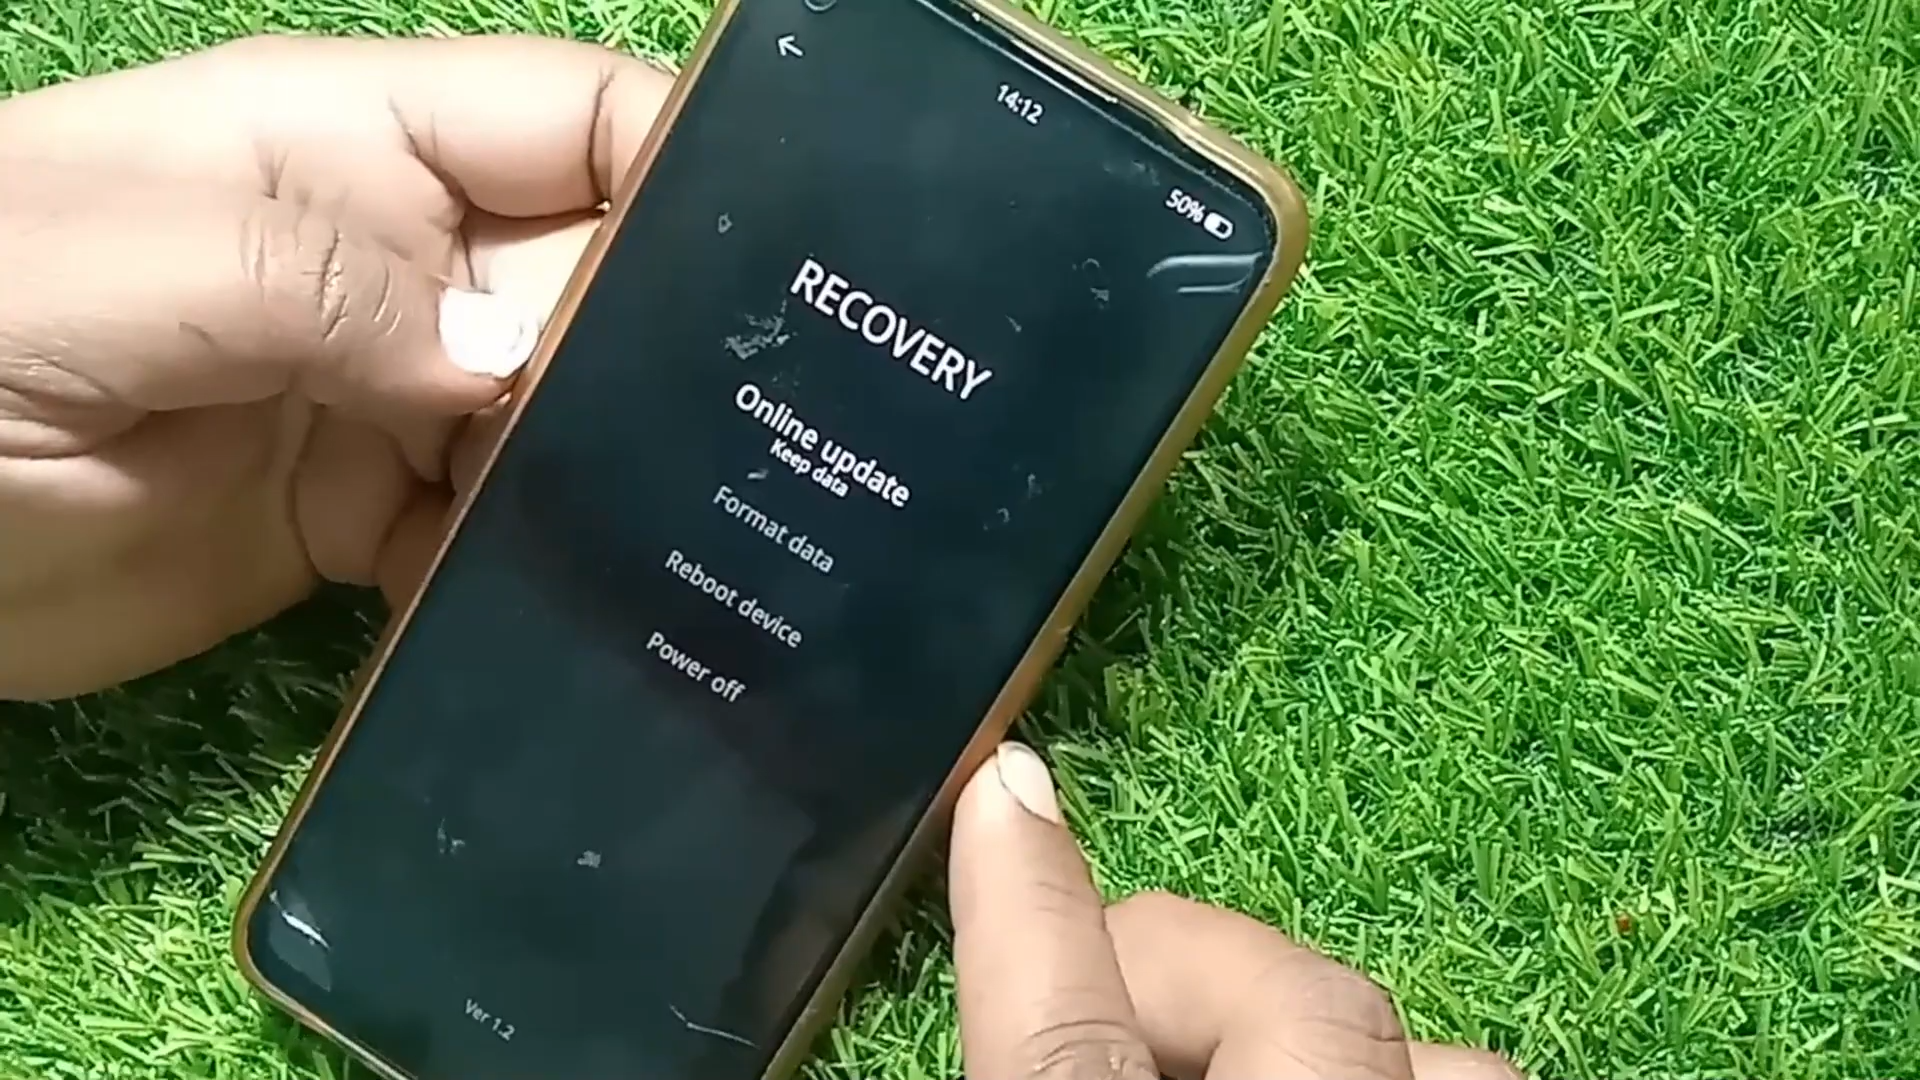 14:12
50%
RECOVERY
Online update
Keep data
Format data
Reboot device
Power off
Ver 1.2